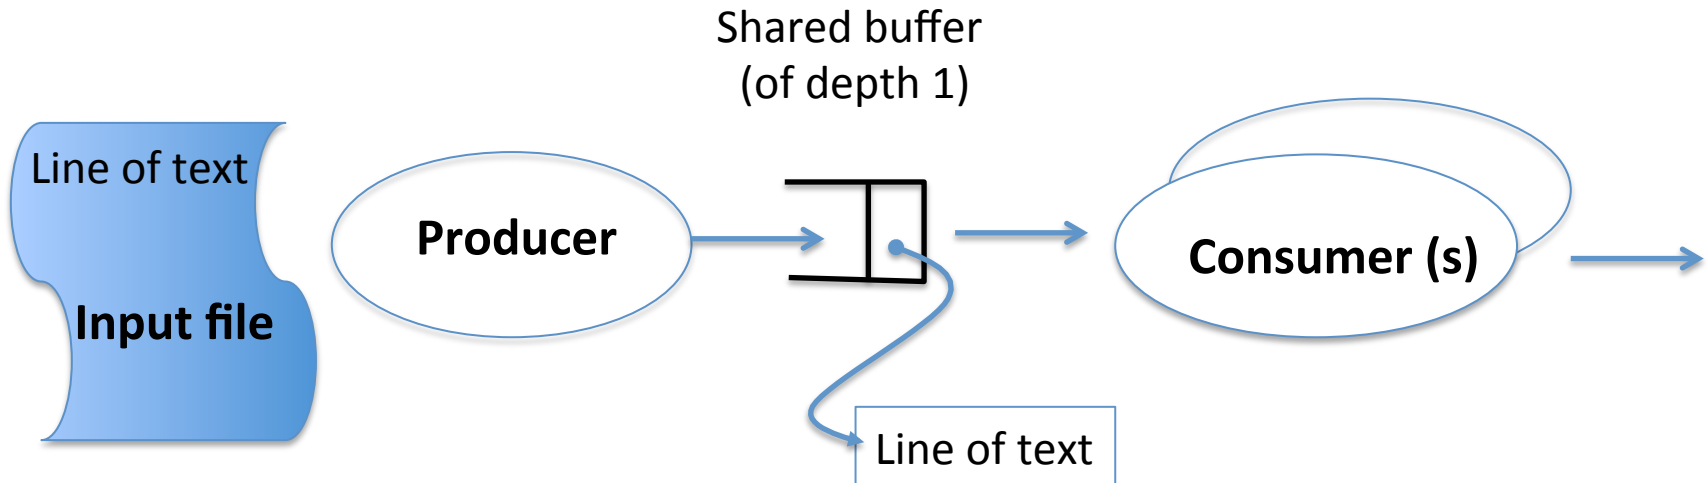 Shared buffer
(of depth 1)
Line of text
Input file
Producer
Consumer (s)
Line of text